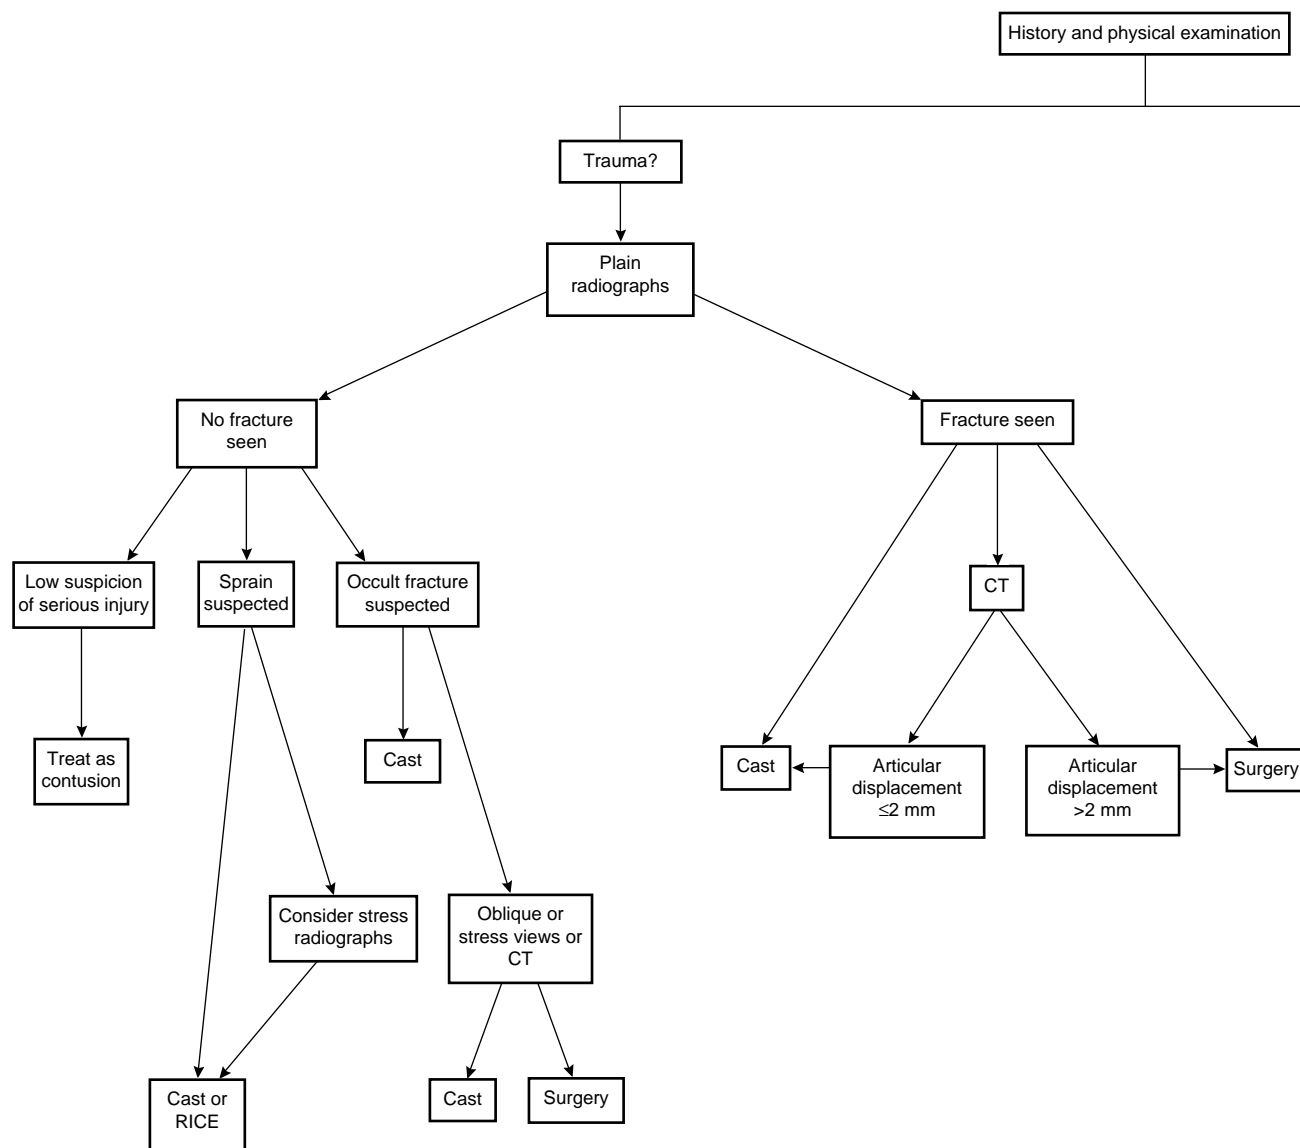 History and physical examination
Trauma?
Plain
radiographs
No fracture
seen
Fracture seen
Low suspicion
of serious injury
Sprain
suspected
Occult fracture
suspected
CT
Treat as
contusion
Cast
Cast
Articular
displacement
≤2 mm
Articular
displacement
>2 mm
Surgery
Consider stress
radiographs
Oblique or
stress views or
CT
Cast or
RICE
Cast
Surgery